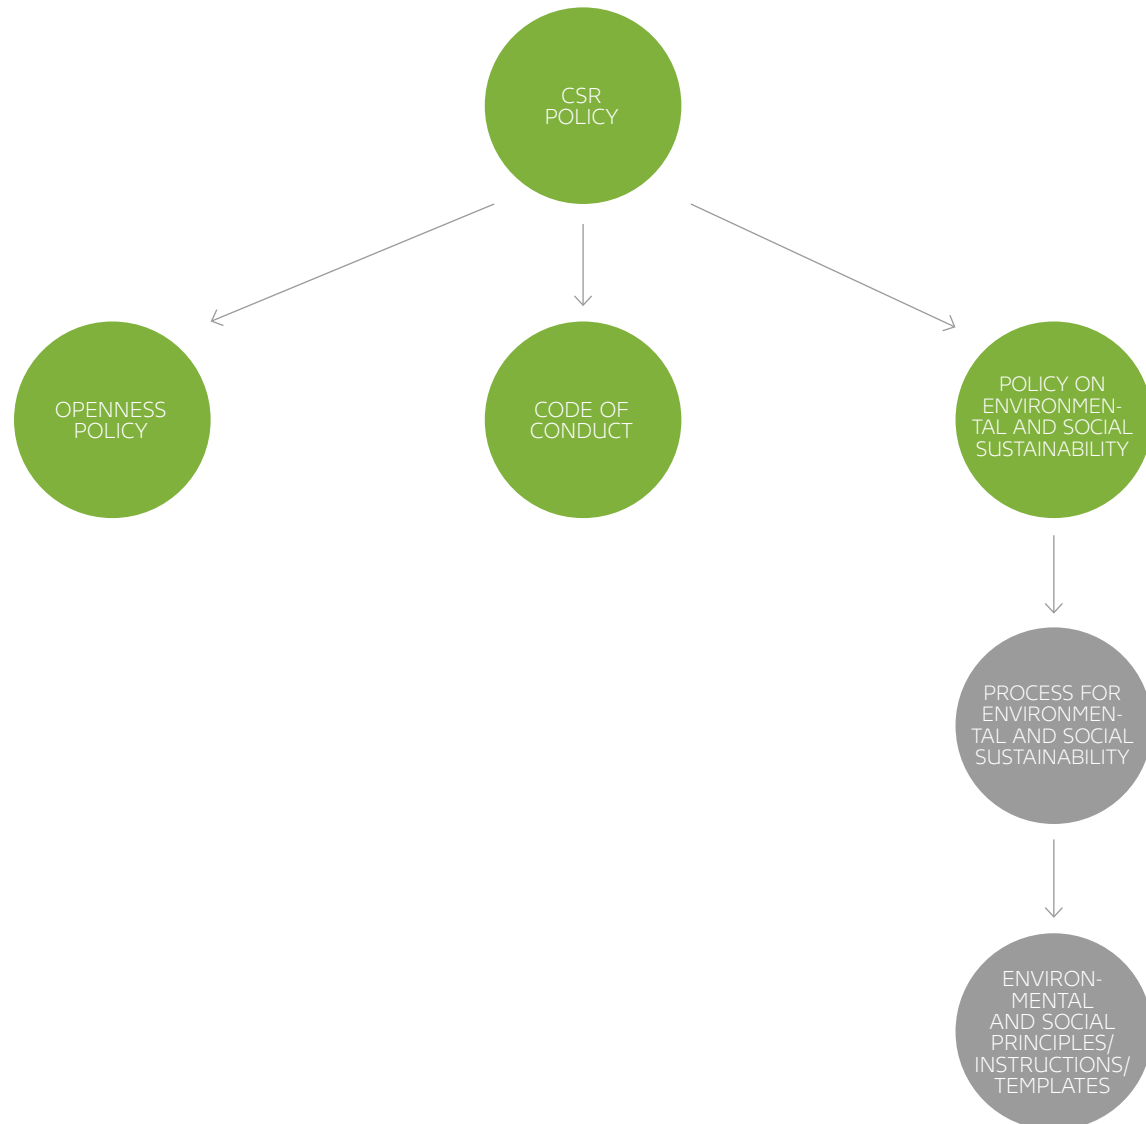 CSR
POLICY
OPENNESS
POLICY
CODE OF
CONDUCT
POLICY ON
ENVIRONMEN-
TAL AND SOCIAL
SUSTAINABILITY
PROCESS FOR
ENVIRONMEN-
TAL AND SOCIAL
SUSTAINABILITY
ENVIRON-
MENTAL
AND SOCIAL
PRINCIPLES/
INSTRUCTIONS/
TEMPLATES